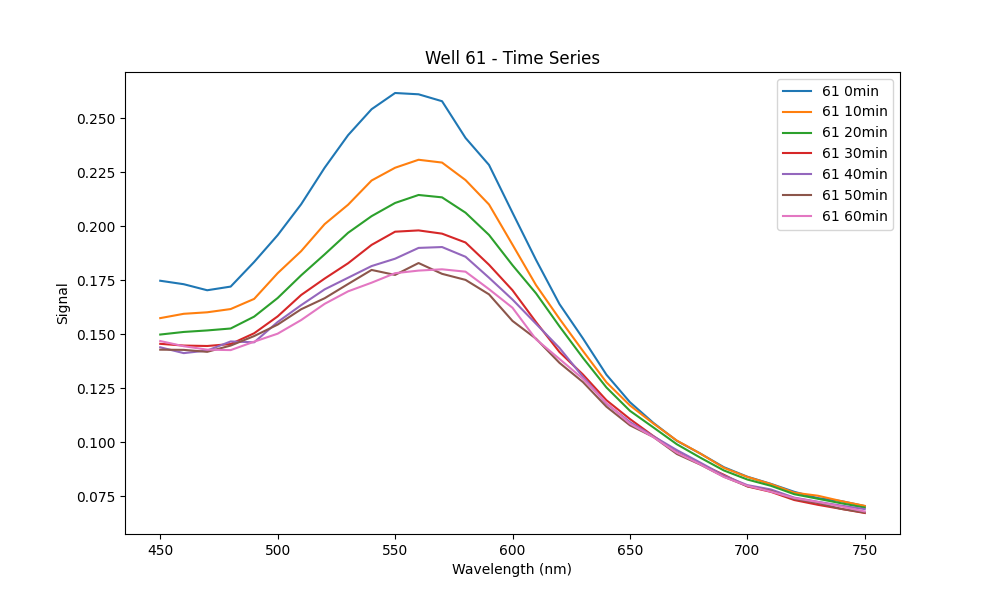 Well 61 - Time Series
61 0min
61 10min
61 20min
61 30min
61 40min
61 50min
61 60min
Signal
0.250
0.225
0.200
0.175
0.150
0.125
0.100
0.075
450 500 550 600 650 700 750
Wavelength (nm)